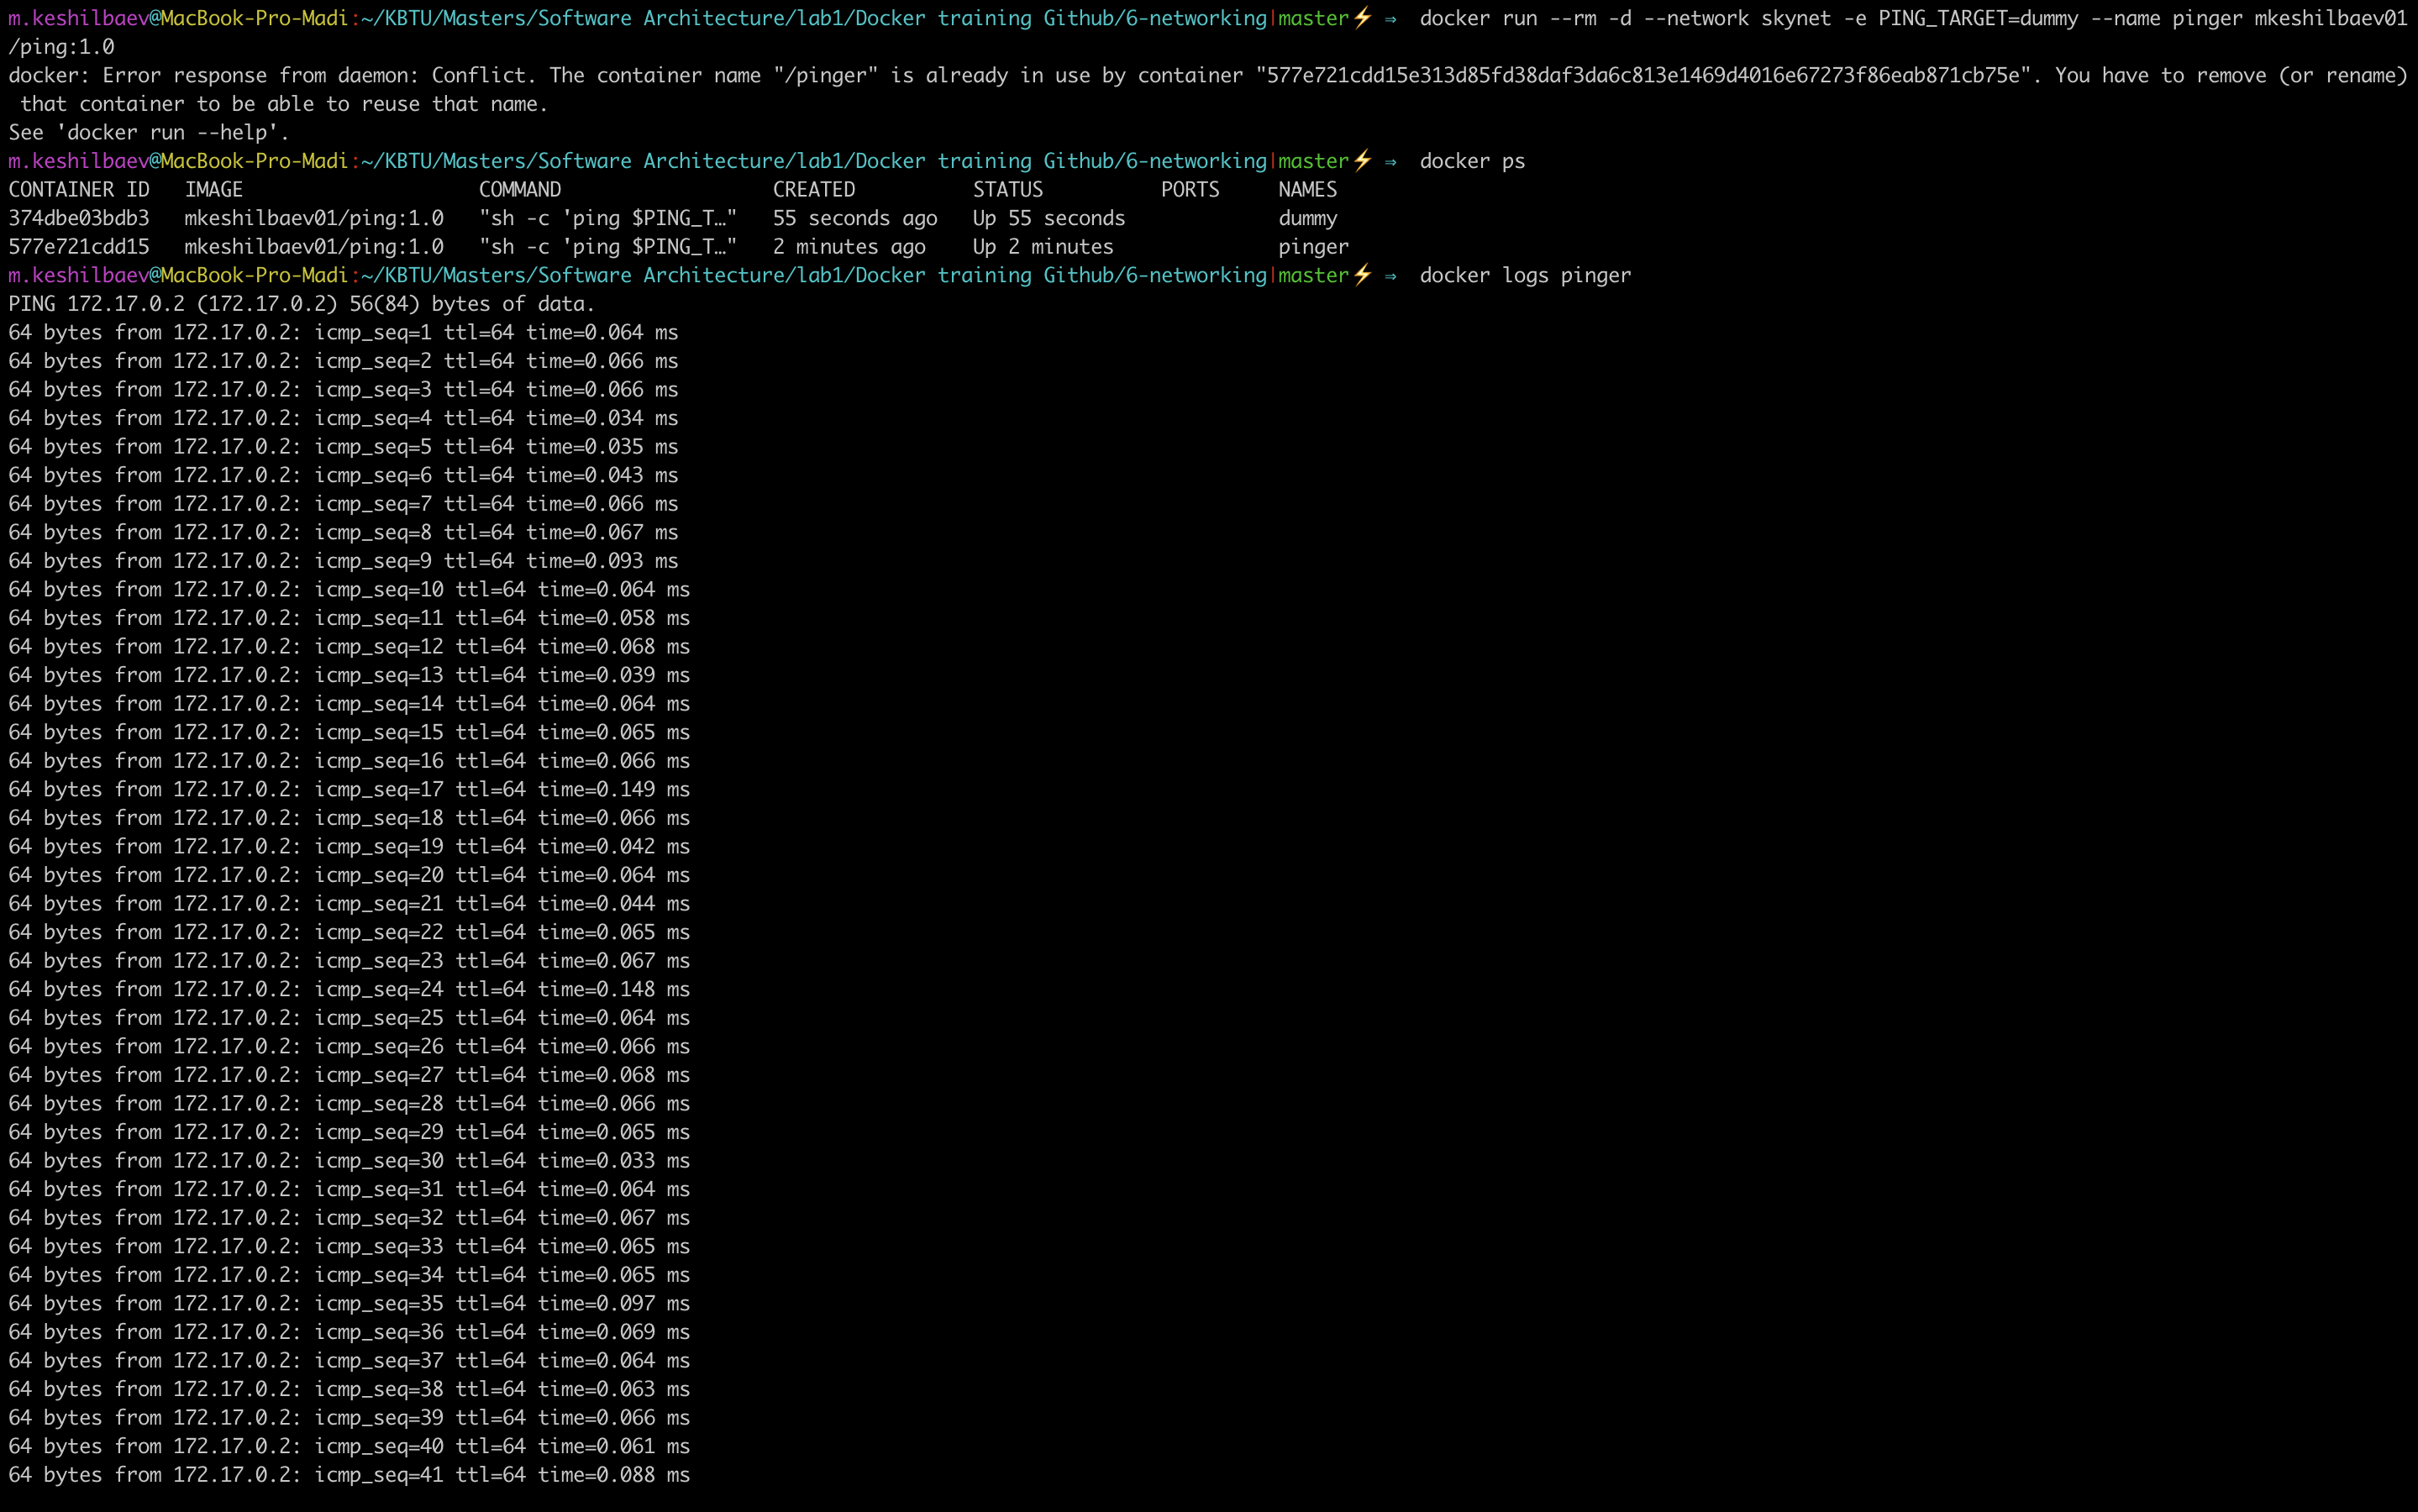 m.keshilbaev@MacBook-Pro-Madi:~/KBTU/Masters/Software Architecture/lab1/Docker training Github/6-networking|master⚡ ⇒  docker run --rm -d --network skynet -e PING_TARGET=dummy --name pinger mkeshilbaev01
/ping:1.0
docker: Error response from daemon: Conflict. The container name "/pinger" is already in use by container "577e721cdd15e313d85fd38daf3da6c813e1469d4016e67273f86eab871cb75e". You have to remove (or rename)
 that container to be able to reuse that name.
See 'docker run --help'.
m.keshilbaev@MacBook-Pro-Madi:~/KBTU/Masters/Software Architecture/lab1/Docker training Github/6-networking|master⚡ ⇒  docker ps
CONTAINER ID   IMAGE                    COMMAND                  CREATED          STATUS          PORTS     NAMES
374dbe03bdb3   mkeshilbaev01/ping:1.0   "sh -c 'ping $PING_T…"   55 seconds ago   Up 55 seconds             dummy
577e721cdd15   mkeshilbaev01/ping:1.0   "sh -c 'ping $PING_T…"   2 minutes ago    Up 2 minutes              pinger
m.keshilbaev@MacBook-Pro-Madi:~/KBTU/Masters/Software Architecture/lab1/Docker training Github/6-networking|master⚡ ⇒  docker logs pinger
PING 172.17.0.2 (172.17.0.2) 56(84) bytes of data.
64 bytes from 172.17.0.2: icmp_seq=1 ttl=64 time=0.064 ms
64 bytes from 172.17.0.2: icmp_seq=2 ttl=64 time=0.066 ms
64 bytes from 172.17.0.2: icmp_seq=3 ttl=64 time=0.066 ms
64 bytes from 172.17.0.2: icmp_seq=4 ttl=64 time=0.034 ms
64 bytes from 172.17.0.2: icmp_seq=5 ttl=64 time=0.035 ms
64 bytes from 172.17.0.2: icmp_seq=6 ttl=64 time=0.043 ms
64 bytes from 172.17.0.2: icmp_seq=7 ttl=64 time=0.066 ms
64 bytes from 172.17.0.2: icmp_seq=8 ttl=64 time=0.067 ms
64 bytes from 172.17.0.2: icmp_seq=9 ttl=64 time=0.093 ms
64 bytes from 172.17.0.2: icmp_seq=10 ttl=64 time=0.064 ms
64 bytes from 172.17.0.2: icmp_seq=11 ttl=64 time=0.058 ms
64 bytes from 172.17.0.2: icmp_seq=12 ttl=64 time=0.068 ms
64 bytes from 172.17.0.2: icmp_seq=13 ttl=64 time=0.039 ms
64 bytes from 172.17.0.2: icmp_seq=14 ttl=64 time=0.064 ms
64 bytes from 172.17.0.2: icmp_seq=15 ttl=64 time=0.065 ms
64 bytes from 172.17.0.2: icmp_seq=16 ttl=64 time=0.066 ms
64 bytes from 172.17.0.2: icmp_seq=17 ttl=64 time=0.149 ms
64 bytes from 172.17.0.2: icmp_seq=18 ttl=64 time=0.066 ms
64 bytes from 172.17.0.2: icmp_seq=19 ttl=64 time=0.042 ms
64 bytes from 172.17.0.2: icmp_seq=20 ttl=64 time=0.064 ms
64 bytes from 172.17.0.2: icmp_seq=21 ttl=64 time=0.044 ms
64 bytes from 172.17.0.2: icmp_seq=22 ttl=64 time=0.065 ms
64 bytes from 172.17.0.2: icmp_seq=23 ttl=64 time=0.067 ms
64 bytes from 172.17.0.2: icmp_seq=24 ttl=64 time=0.148 ms
64 bytes from 172.17.0.2: icmp_seq=25 ttl=64 time=0.064 ms
64 bytes from 172.17.0.2: icmp_seq=26 ttl=64 time=0.066 ms
64 bytes from 172.17.0.2: icmp_seq=27 ttl=64 time=0.068 ms
64 bytes from 172.17.0.2: icmp_seq=28 ttl=64 time=0.066 ms
64 bytes from 172.17.0.2: icmp_seq=29 ttl=64 time=0.065 ms
64 bytes from 172.17.0.2: icmp_seq=30 ttl=64 time=0.033 ms
64 bytes from 172.17.0.2: icmp_seq=31 ttl=64 time=0.064 ms
64 bytes from 172.17.0.2: icmp_seq=32 ttl=64 time=0.067 ms
64 bytes from 172.17.0.2: icmp_seq=33 ttl=64 time=0.065 ms
64 bytes from 172.17.0.2: icmp_seq=34 ttl=64 time=0.065 ms
64 bytes from 172.17.0.2: icmp_seq=35 ttl=64 time=0.097 ms
64 bytes from 172.17.0.2: icmp_seq=36 ttl=64 time=0.069 ms
64 bytes from 172.17.0.2: icmp_seq=37 ttl=64 time=0.064 ms
64 bytes from 172.17.0.2: icmp_seq=38 ttl=64 time=0.063 ms
64 bytes from 172.17.0.2: icmp_seq=39 ttl=64 time=0.066 ms
64 bytes from 172.17.0.2: icmp_seq=40 ttl=64 time=0.061 ms
64 bytes from 172.17.0.2: icmp_seq=41 ttl=64 time=0.088 ms